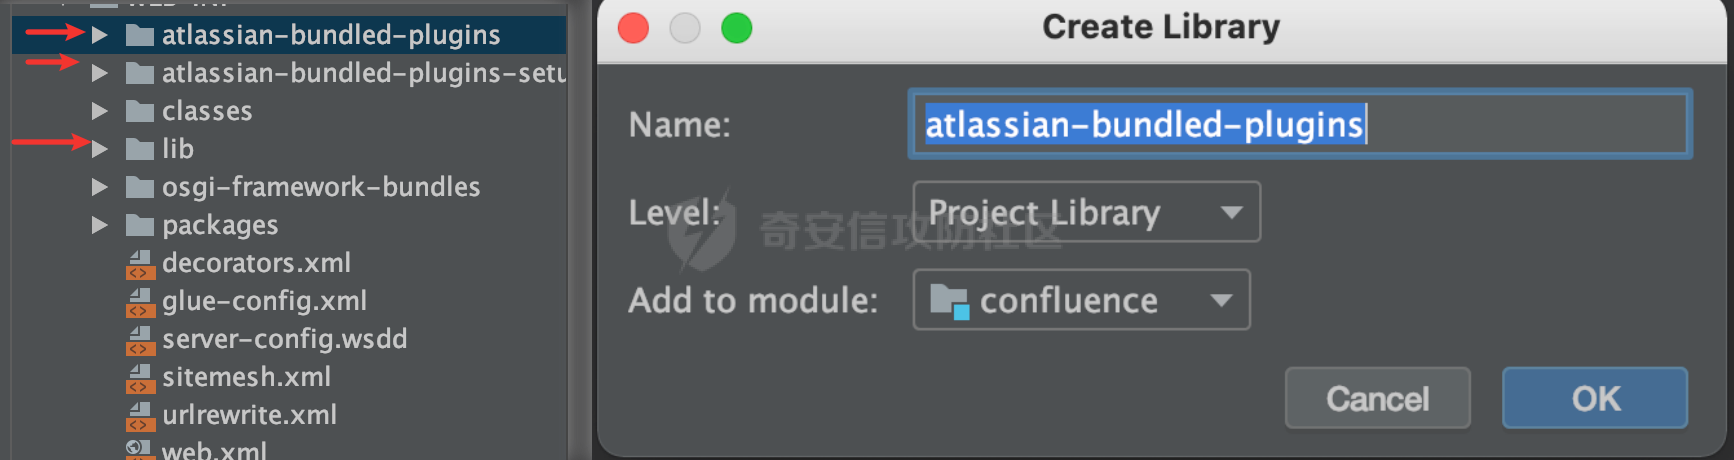 WEB-INF
atlassian-bundled-plugins
atlassian-bundled-plugins-setu
classes
lib
osgi-framework-bundles
packages
decorators.xml
glue-config.xml
server-config.wsdd
sitemesh.xml
urlrewrite.xml
web.xml
Create Library
Name:
atlassian-bundled-plugins
Level:
Project Library
奇安信攻防社区
Add to module:
confluence
Cancel
OK